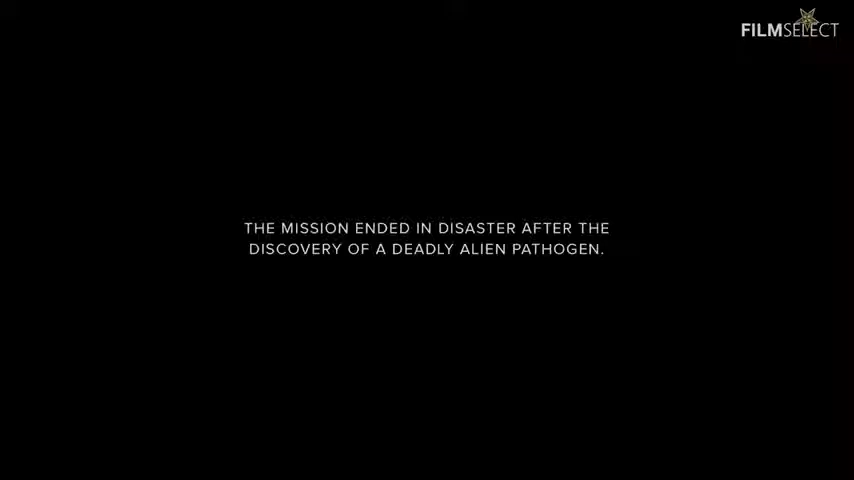 FILMSELECT
THE MISSION ENDED IN DISASTER AFTER THE
DISCOVERY OF A DEADLY ALIEN PATHOGEN.